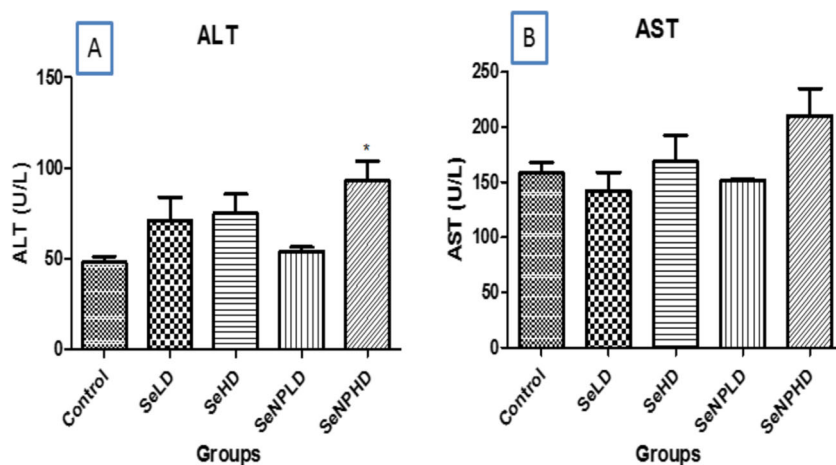 A
ALT
150
100
50
0
ALT (U/L)
*
Control
SeLD
SeHD
SeNPLD
SeNPHD
Groups
B
AST
250
200
150
100
50
0
AST (U/L)
Control
SeLD
SeHD
SeNPLD
SeNPHD
Groups